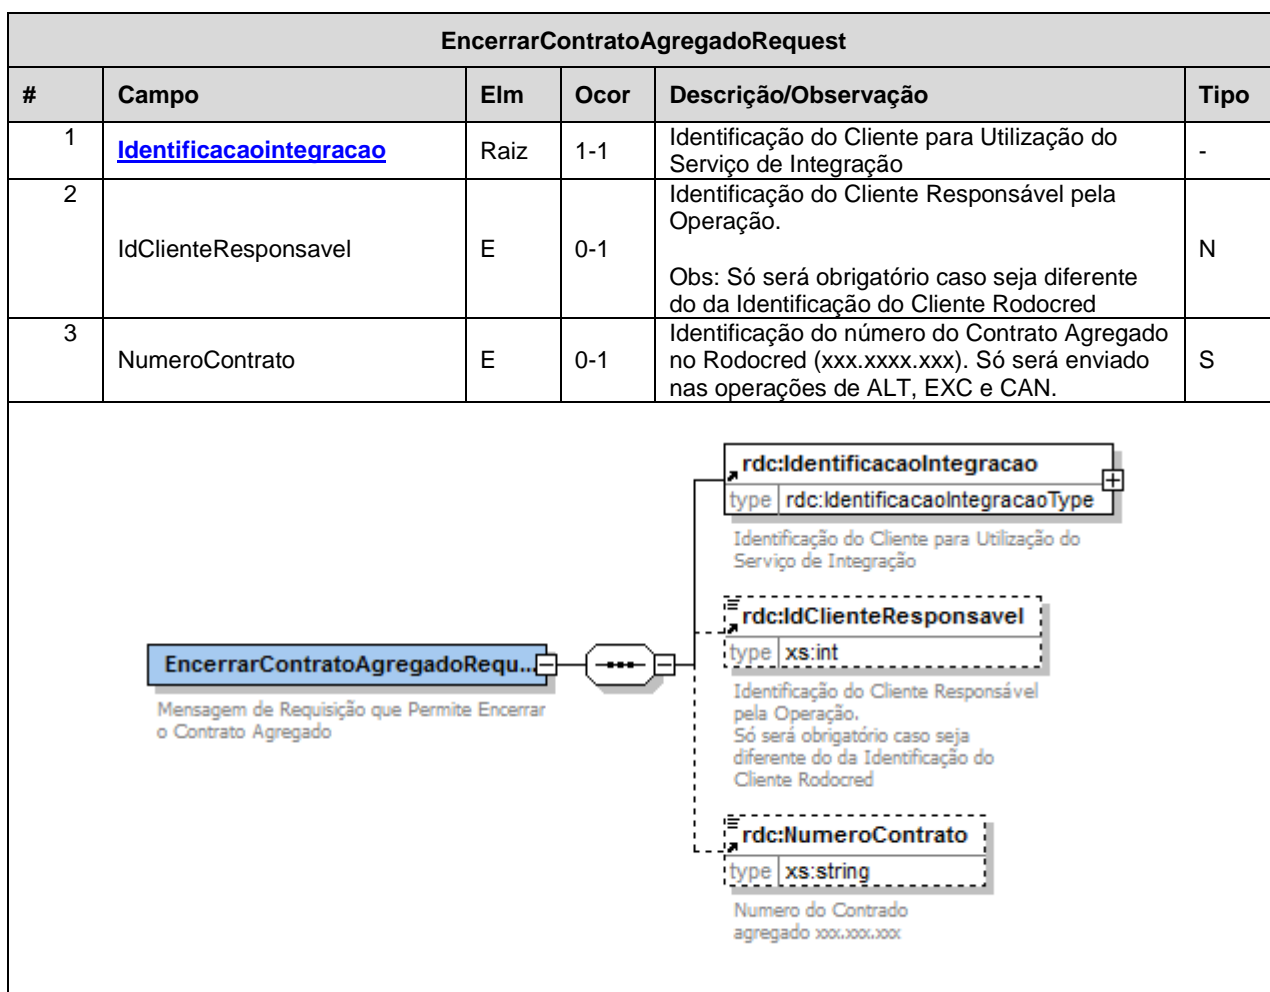 EncerrarContratoAgregadoRequest
# Campo Elm Ocor Descrição/Observação Tipo
1 Identificacaointegracao Raiz 1-1 Identificação do Cliente para Utilização do
Serviço de Integração -
2 IdClienteResponsavel E 0-1 Identificação do Cliente Responsável pela
Operação.
Obs: Só será obrigatório caso seja diferente
do da Identificação do Cliente Rodocred N
3 NumeroContrato E 0-1 Identificação do número do Contrato Agregado
no Rodocred (xxx.xxxx.xxx). Só será enviado
nas operações de ALT, EXC e CAN. S
rdc:IdentificacaoIntegracao
type rdc:IdentificacaoIntegracaoType
Identificação do Cliente para Utilização do
Serviço de Integração
rdc:IdClienteResponsavel
type xs:int
Identificação do Cliente Responsável
pela Operação.
Só será obrigatório caso seja
diferente do da Identificação do
Cliente Rodocred
EncerrarContratoAgregadoRequ...
Mensagem de Requisição que Permite Encerrar
o Contrato Agregado
rdc:NumeroContrato
type xs:string
Numero do Contrado
agregado xxx.xxx.xxx